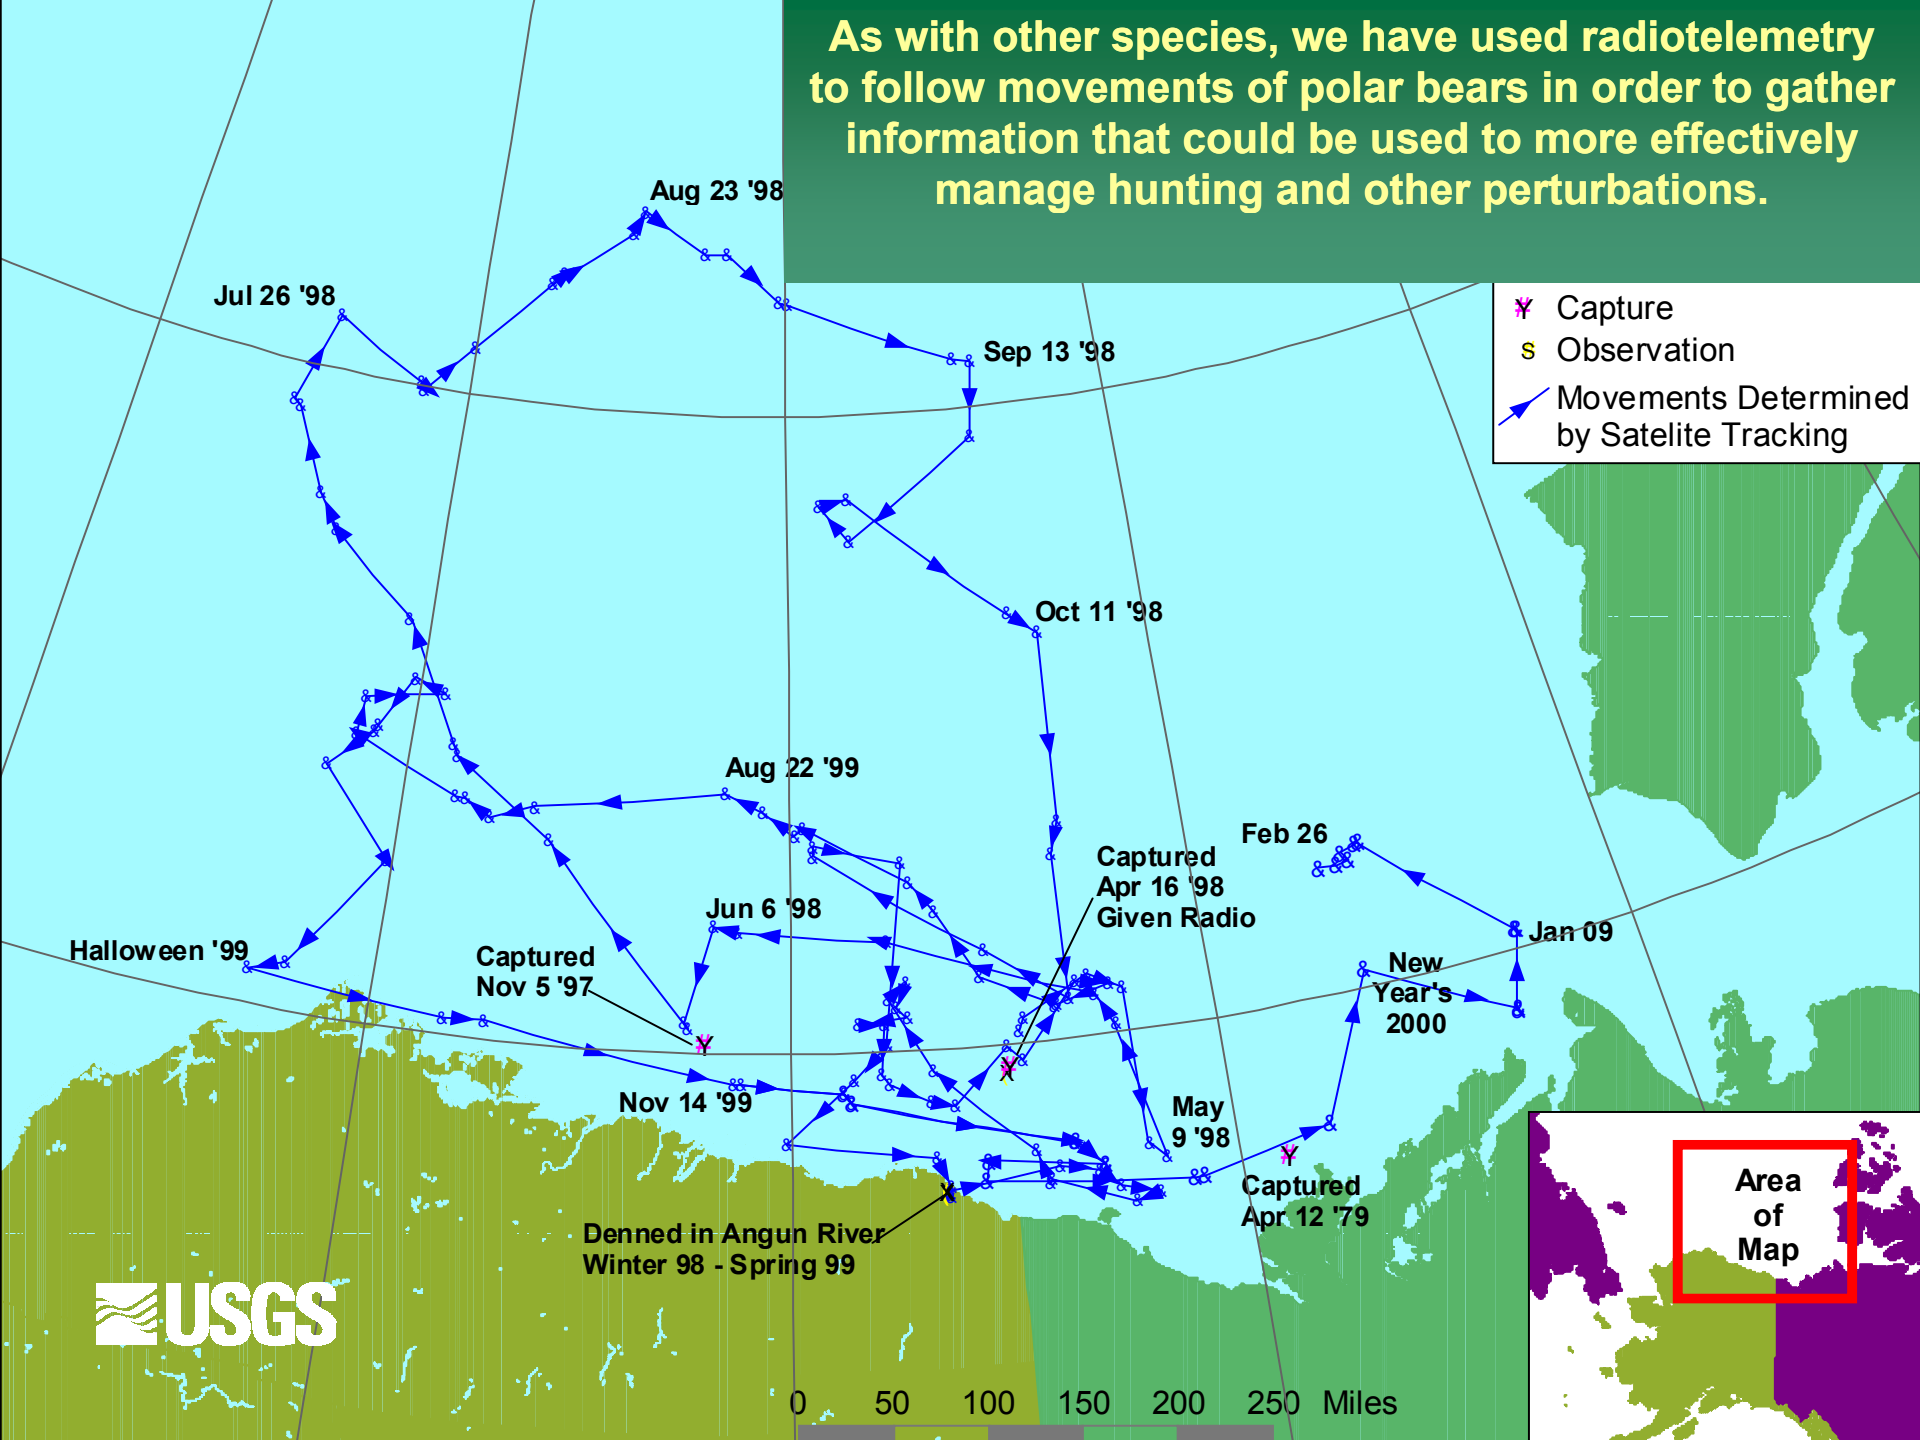 As with other species, we have used radiotelemetry
to follow movements of polar bears in order to gather
information that could be used to more effectively
manage hunting and other perturbations.
Capture
Observation
Movements Determined
by Satelite Tracking
Aug 23 '98
Jul 26 '98
Sep 13 '98
Oct 11 '98
Aug 22 '99
Feb 26
Captured
Apr 16 '98
Given Radio
Jun 6 '98
Jan 09
Halloween '99
Captured
Nov 5 '97
New
Year's
2000
Nov 14 '99
May
9 '98
Captured
Apr 12 '79
Denned in Angun River
Winter 98 - Spring 99
Area
of
Map
USGS
0 50 100 150 200 250 Miles